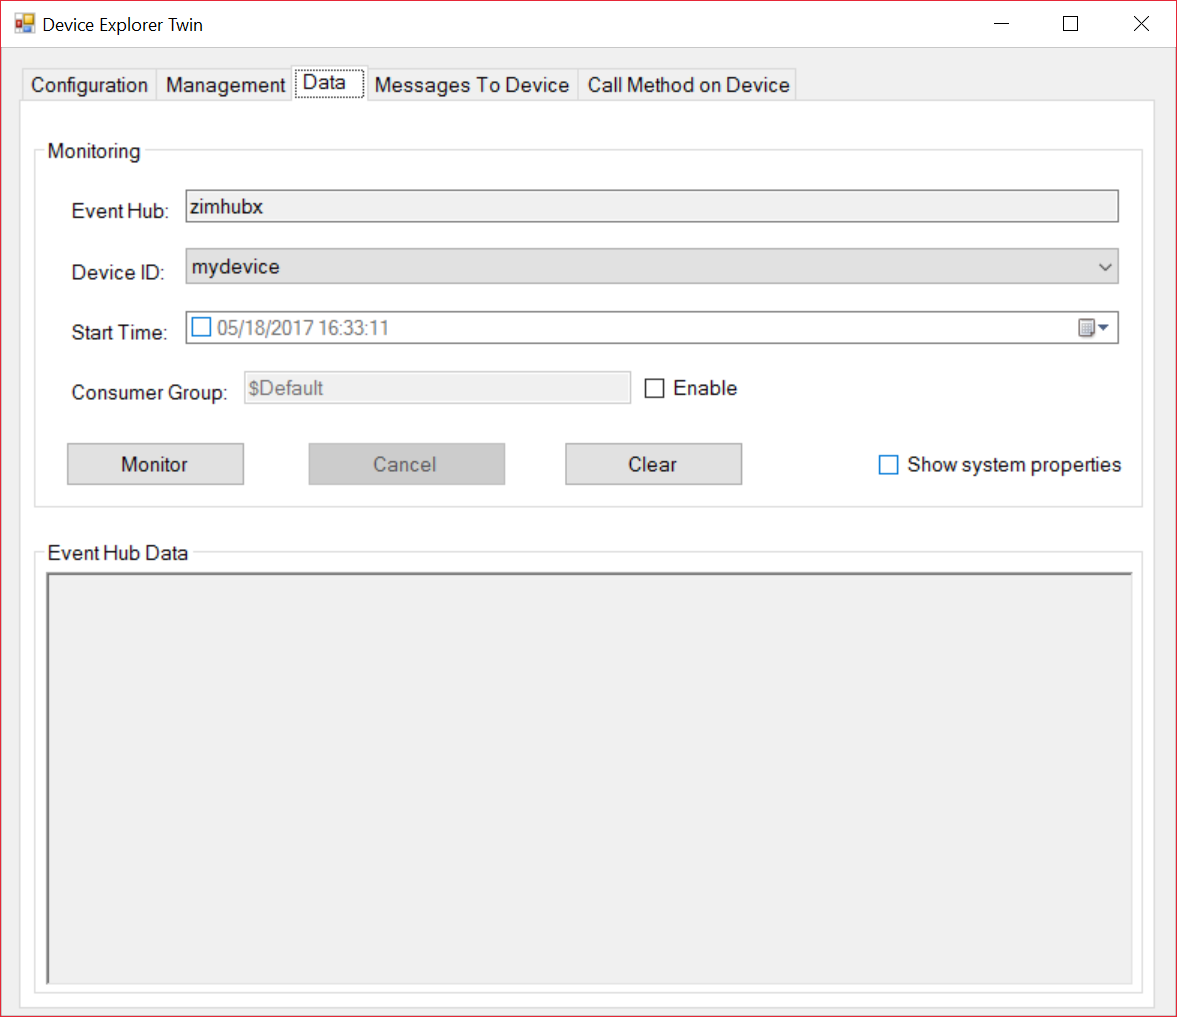 Device Explorer Twin
Configuration Management Data Messages To Device Call Method on Device
Monitoring
Event Hub: zimhubx
Device ID: mydevice
Start Time: 05/18/2017 16:33:11
Consumer Group: $Default Enable
Monitor Cancel Clear Show system properties
Event Hub Data